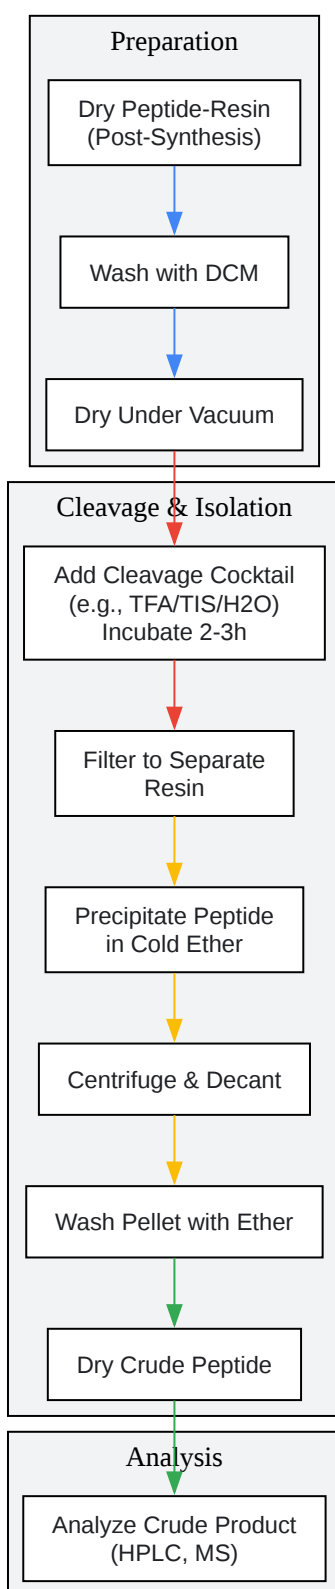 Preparation
Dry Peptide-Resin
(Post-Synthesis)
Wash with DCM
Dry Under Vacuum
Cleavage & Isolation
Add Cleavage Cocktail
(e.g., TFA/TIS/H2O)
Incubate 2-3h
Filter to Separate
Resin
Precipitate Peptide
in Cold Ether
Centrifuge & Decant
Wash Pellet with Ether
Dry Crude Peptide
Analysis
Analyze Crude Product
(HPLC, MS)